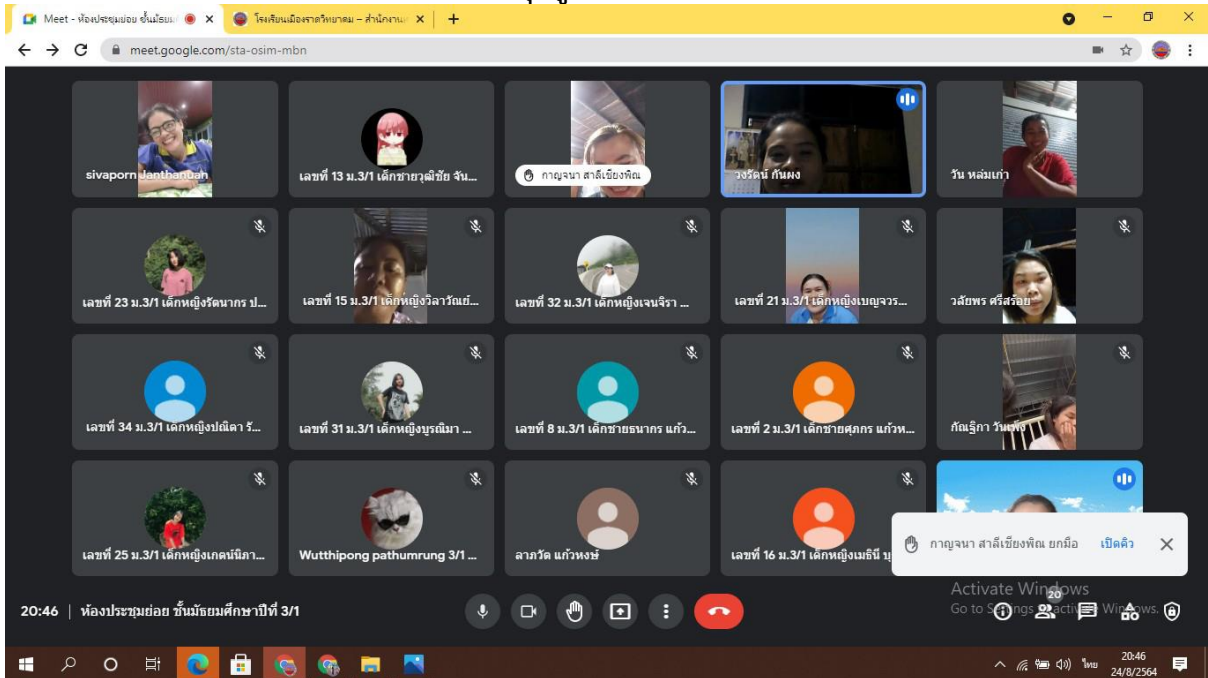 Meet - ห้องประชุมย่อย ชั้นมัธยม
โรงเรียนเมืองราดวิทยาคม – สำนักงาน
meet.google.com/sta-osim-mbn
sivaporn Janthanuah
เลขที่ 13 ม.3/1 เด็กชายวุฒิชัย จัน...
กาญจนา สาลีเชียงพิณ
วงรัตน์ กันผง
วัน หล่มเก่า
เลขที่ 23 ม.3/1 เด็กหญิงรัตนากร ป...
เลขที่ 15 ม.3/1 เด็กหญิงวิลาวัณย์...
เลขที่ 32 ม.3/1 เด็กหญิงเจนจิรา ...
เลขที่ 21 ม.3/1 เด็กหญิงเบญจวร...
วลัยพร ศรีสร้อย
เลขที่ 34 ม.3/1 เด็กหญิงปณิตา รั...
เลขที่ 31 ม.3/1 เด็กหญิงบูรณิมา ...
เลขที่ 8 ม.3/1 เด็กชายธนากร แก้ว...
เลขที่ 2 ม.3/1 เด็กชายศุภกร แก้วห...
กัณฐิกา วันเพ็ง
เลขที่ 25 ม.3/1 เด็กหญิงเกตน์นิภา...
Wutthipong pathumrung 3/1 ...
ลาภวัต แก้วหงษ์
เลขที่ 16 ม.3/1 เด็กหญิงเมธินี
กาญจนา สาลีเชียงพิณ ยกมือ เปิดคิว
Activate Windows
Go to Settings to activate Windows.
20
20:46 | ห้องประชุมย่อย ชั้นมัธยมศึกษาปีที่ 3/1
ไทย
20:46
24/8/2564